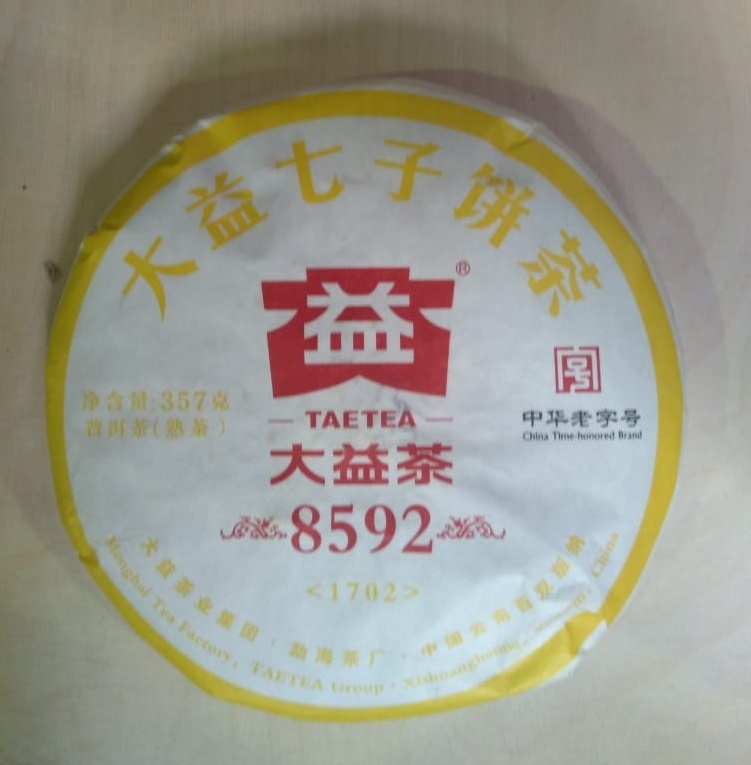 大益七子饼茶
益
®
TAETEA
大益茶
8592
<1702>
净含量:357克
普洱茶(熟茶)
号
中华老字号
China Time-honored Brand
大益茶业集团·勐海茶厂·中国云南西双版纳
Menghai Tea Factory, TAETEA Group · Xishuangbanna, Yunnan, China